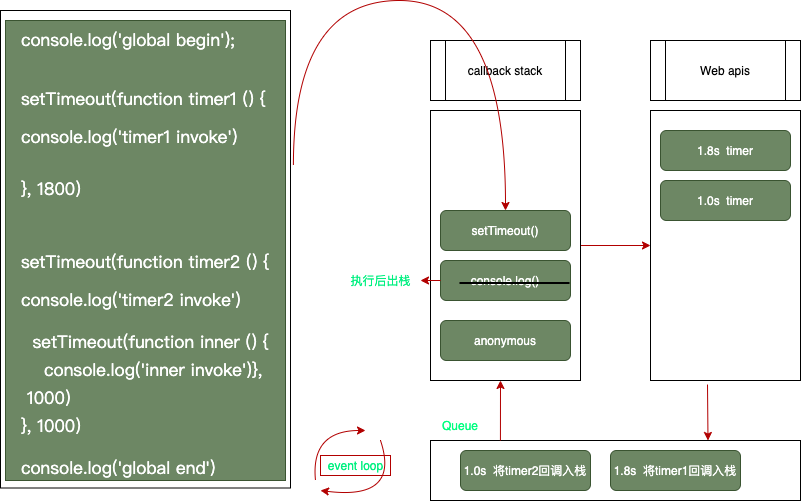 console.log('global begin');
setTimeout(function timer1 () {
console.log('timer1 invoke')
}, 1800)
setTimeout(function timer2 () {
console.log('timer2 invoke')
setTimeout(function inner () {
console.log('inner invoke')},
1000)
}, 1000)
console.log('global end')
callback stack
Web apis
1.8s timer
1.0s timer
setTimeout()
执行后出栈
console.log()
anonymous
Queue
event loop
1.0s 将timer2回调入栈
1.8s 将timer1回调入栈